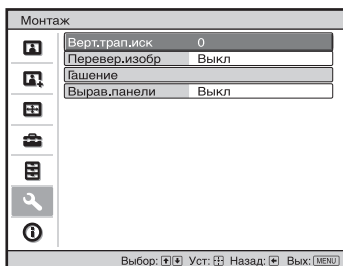 Монтаж
Верт.трап.иск 0
Перевер.изобр Выкл
Гашение
Вырав.панели Выкл
Выбор: Уст: Назад: Вых: MENU